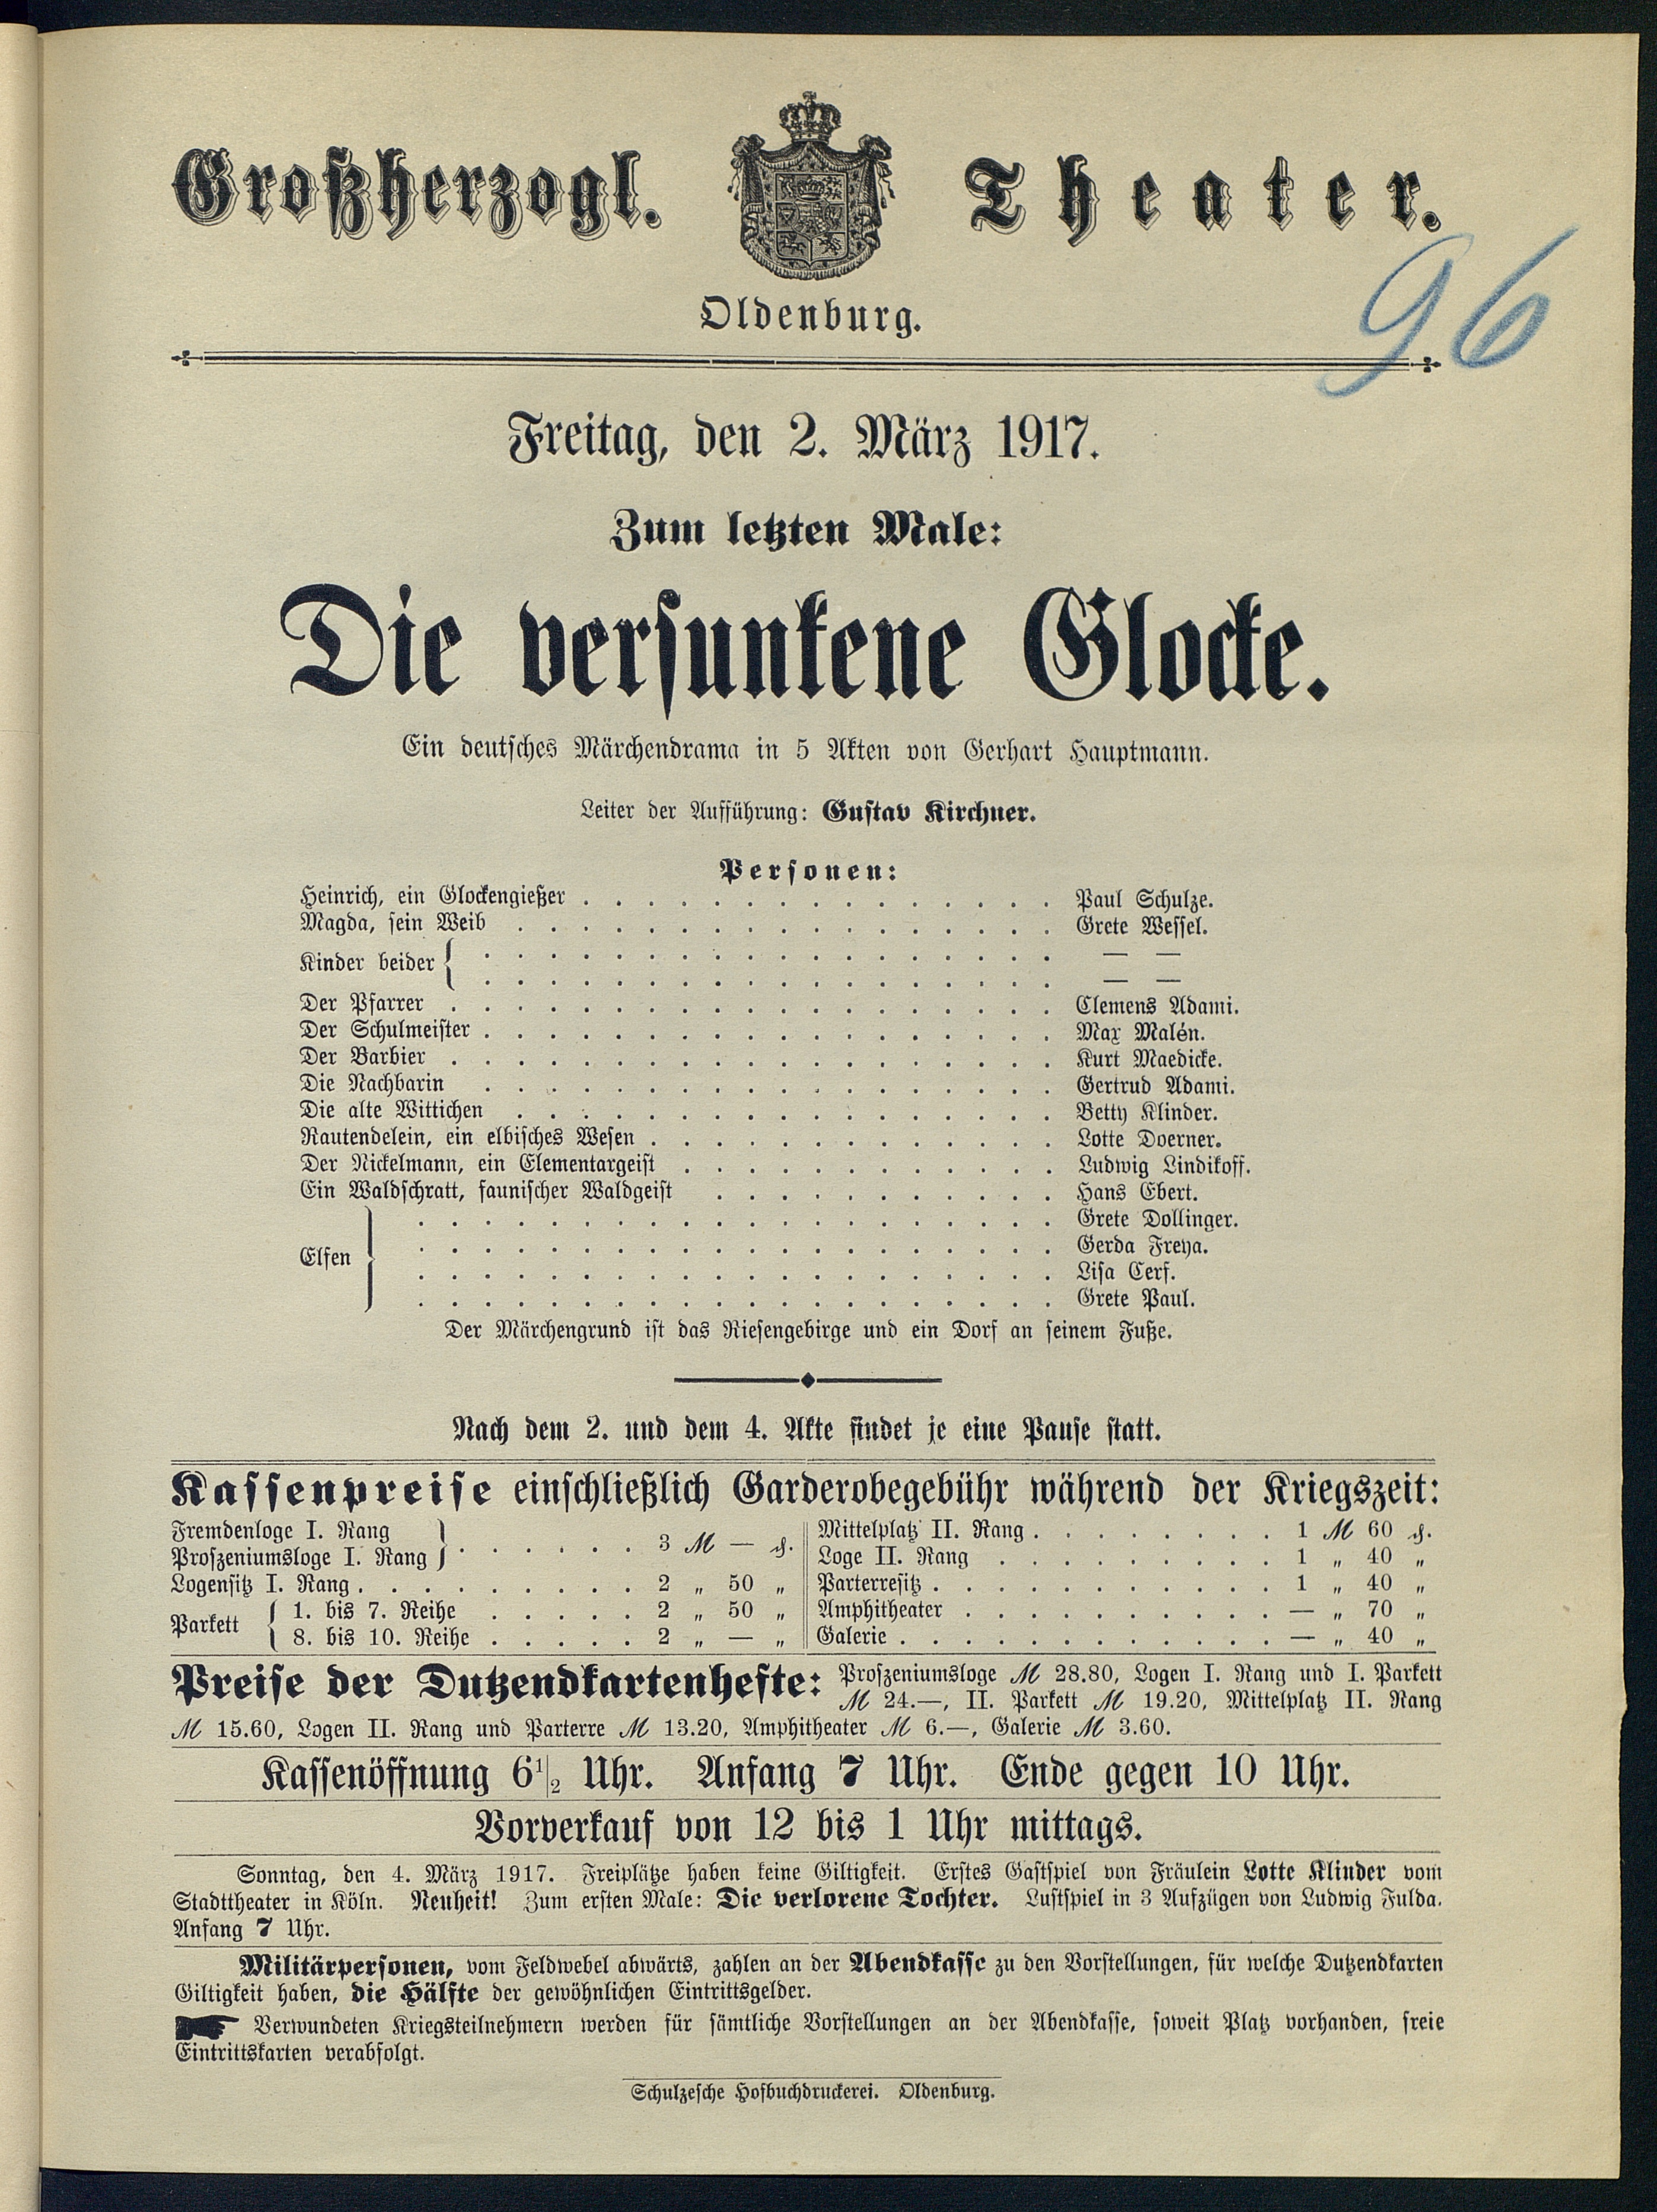 Großherzogl. Theater.
Oldenburg.
96
Freitag, den 2. März 1917.
Zum letzten Male:
Die versunkene Glocke.
Ein deutsches Märchendrama in 5 Akten von Gerhart Hauptmann.
Leiter der Aufführung: Gustav Kirchner.
Personen:
Heinrich, ein Glockengießer . . . . . . . . . . . . . . . Paul Schulze.
Magda, sein Weib . . . . . . . . . . . . . . . . . Grete Wessel.
Kinder beider { . . . . . . . . . . . . . . . . . . — —
. . . . . . . . . . . . . . . . . . — —
Der Pfarrer . . . . . . . . . . . . . . . . . . . Clemens Adami.
Der Schulmeister . . . . . . . . . . . . . . . . . . Max Malén.
Der Barbier . . . . . . . . . . . . . . . . . . . Kurt Maedicke.
Die Nachbarin . . . . . . . . . . . . . . . . . . Gertrud Adami.
Die alte Wittichen . . . . . . . . . . . . . . . . . Betty Klinder.
Rautendelein, ein elbisches Wesen . . . . . . . . . . . . . Lotte Doerner.
Der Nickelmann, ein Elementargeist . . . . . . . . . . . . Ludwig Lindikoff.
Ein Waldschratt, faunischer Waldgeist . . . . . . . . . . . Hans Ebert.
Elfen } . . . . . . . . . . . . . . . . . . . . Grete Dollinger.
. . . . . . . . . . . . . . . . . . . . Gerda Freya.
. . . . . . . . . . . . . . . . . . . . Lisa Cerf.
. . . . . . . . . . . . . . . . . . . . Grete Paul.
Der Märchengrund ist das Riesengebirge und ein Dorf an seinem Fuße.
Nach dem 2. und dem 4. Akte findet je eine Pause statt.
Kassenpreise einschließlich Garderobegebühr während der Kriegszeit:
Fremdenloge I. Rang
Proszeniumsloge I. Rang } . . . . . . 3 ℳ — ₰.
Logensitz I. Rang . . . . . . . . . . 2 „ 50 „
Parkett { 1. bis 7. Reihe . . . . . 2 „ 50 „
8. bis 10. Reihe . . . . . 2 „ — „
Mittelplatz II. Rang . . . . . . . . 1 ℳ 60 ₰.
Loge II. Rang . . . . . . . . . 1 „ 40 „
Parterresitz . . . . . . . . . . . 1 „ 40 „
Amphitheater . . . . . . . . . . — „ 70 „
Galerie . . . . . . . . . . . . — „ 40 „
Preise der Dutzendkartenhefte: Proszeniumsloge ℳ 28.80, Logen I. Rang und I. Parkett
ℳ 24.—, II. Parkett ℳ 19.20, Mittelplatz II. Rang
ℳ 15.60, Logen II. Rang und Parterre ℳ 13.20, Amphitheater ℳ 6.—, Galerie ℳ 3.60.
Kassenöffnung 6½ Uhr. Anfang 7 Uhr. Ende gegen 10 Uhr.
Vorverkauf von 12 bis 1 Uhr mittags.
Sonntag, den 4. März 1917. Freiplätze haben keine Giltigkeit. Erstes Gastspiel von Fräulein Lotte Klinder vom
Stadttheater in Köln. Neuheit! Zum ersten Male: Die verlorene Tochter. Lustspiel in 3 Aufzügen von Ludwig Fulda.
Anfang 7 Uhr.
Militärpersonen, vom Feldwebel abwärts, zahlen an der Abendkasse zu den Vorstellungen, für welche Dutzendkarten
Giltigkeit haben, die Hälfte der gewöhnlichen Eintrittsgelder.
Verwundeten Kriegsteilnehmern werden für sämtliche Vorstellungen an der Abendkasse, soweit Platz vorhanden, freie
Eintrittskarten verabfolgt.
Schulzesche Hofbuchdruckerei. Oldenburg.